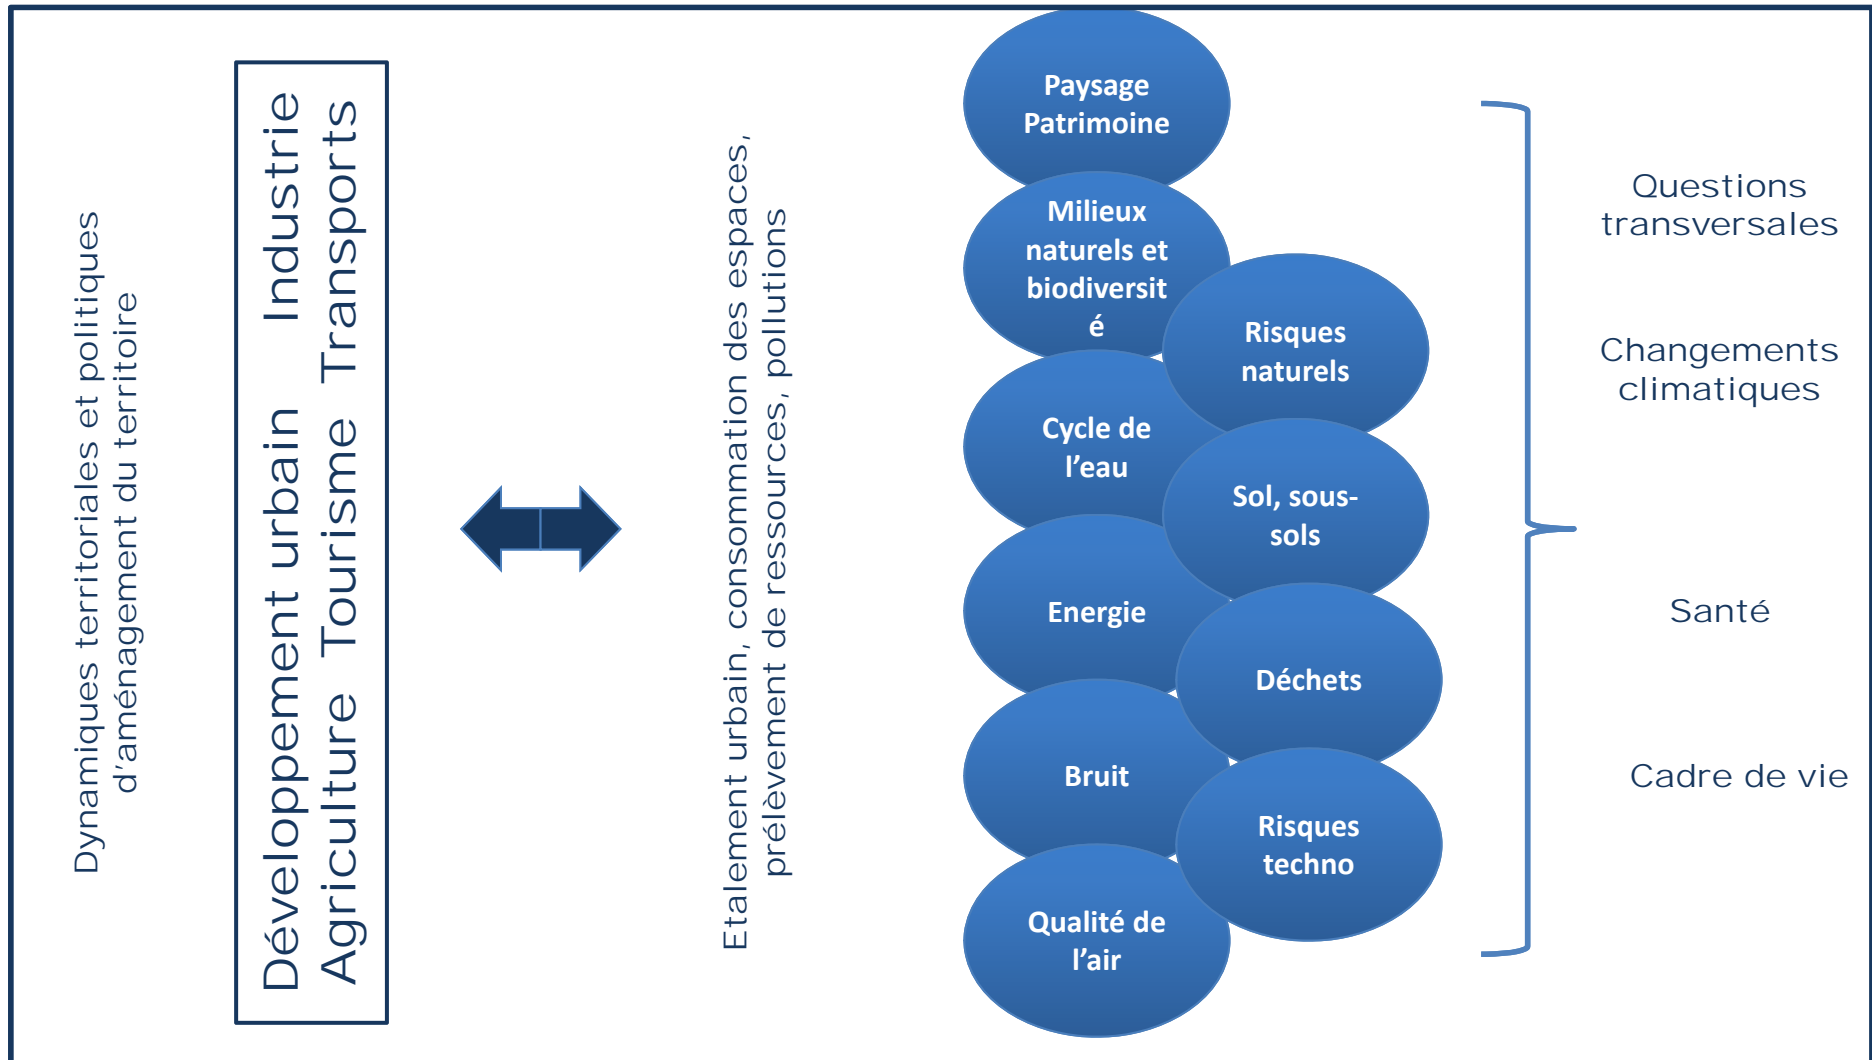 Dynamiques territoriales et politiques
d'aménagement du territoire
Développement urbain Industrie
Agriculture Tourisme Transports
Etalement urbain, consommation des espaces,
prélèvement de ressources, pollutions
Paysage
Patrimoine
Milieux
naturels et
biodiversit
é
Risques
naturels
Cycle de
l’eau
Sol, sous-
sols
Energie
Déchets
Bruit
Risques
techno
Qualité de
l’air
Questions
transversales
Changements
climatiques
Santé
Cadre de vie